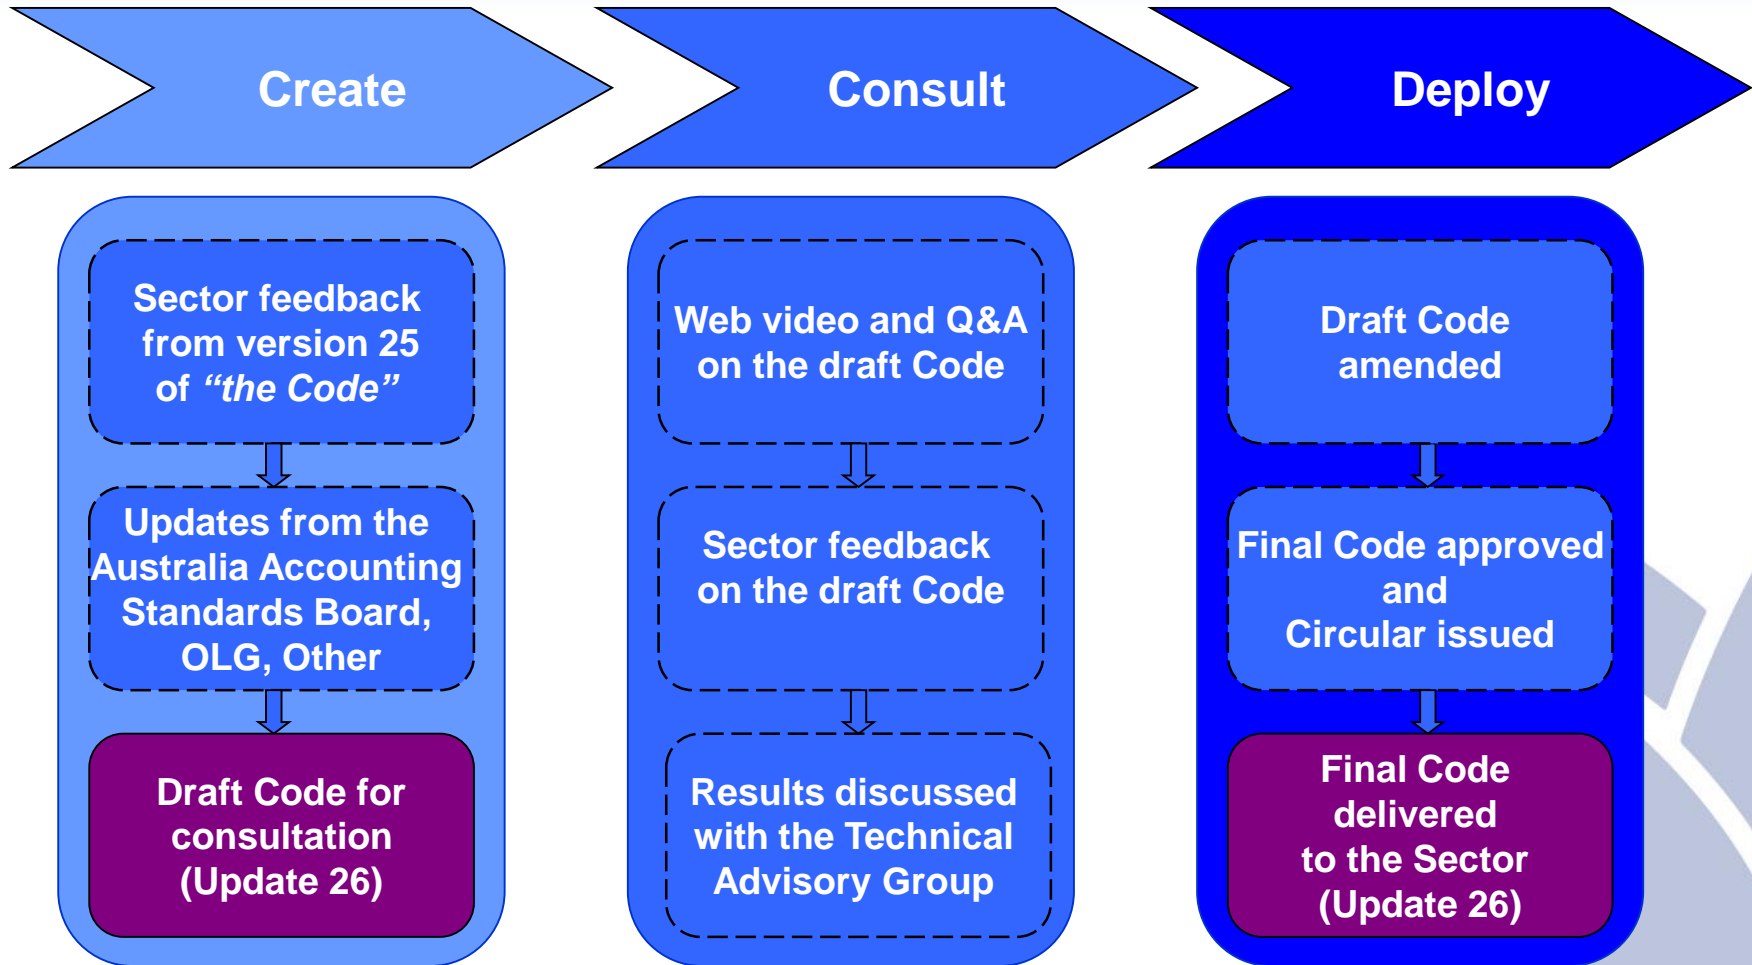 Create
Consult
Deploy
Sector feedback
from version 25
of “the Code”
Updates from the
Australia Accounting
Standards Board,
OLG, Other
Draft Code for
consultation
(Update 26)
Web video and Q&A
on the draft Code
Sector feedback
on the draft Code
Results discussed
with the Technical
Advisory Group
Draft Code
amended
Final Code approved
and
Circular issued
Final Code
delivered
to the Sector
(Update 26)